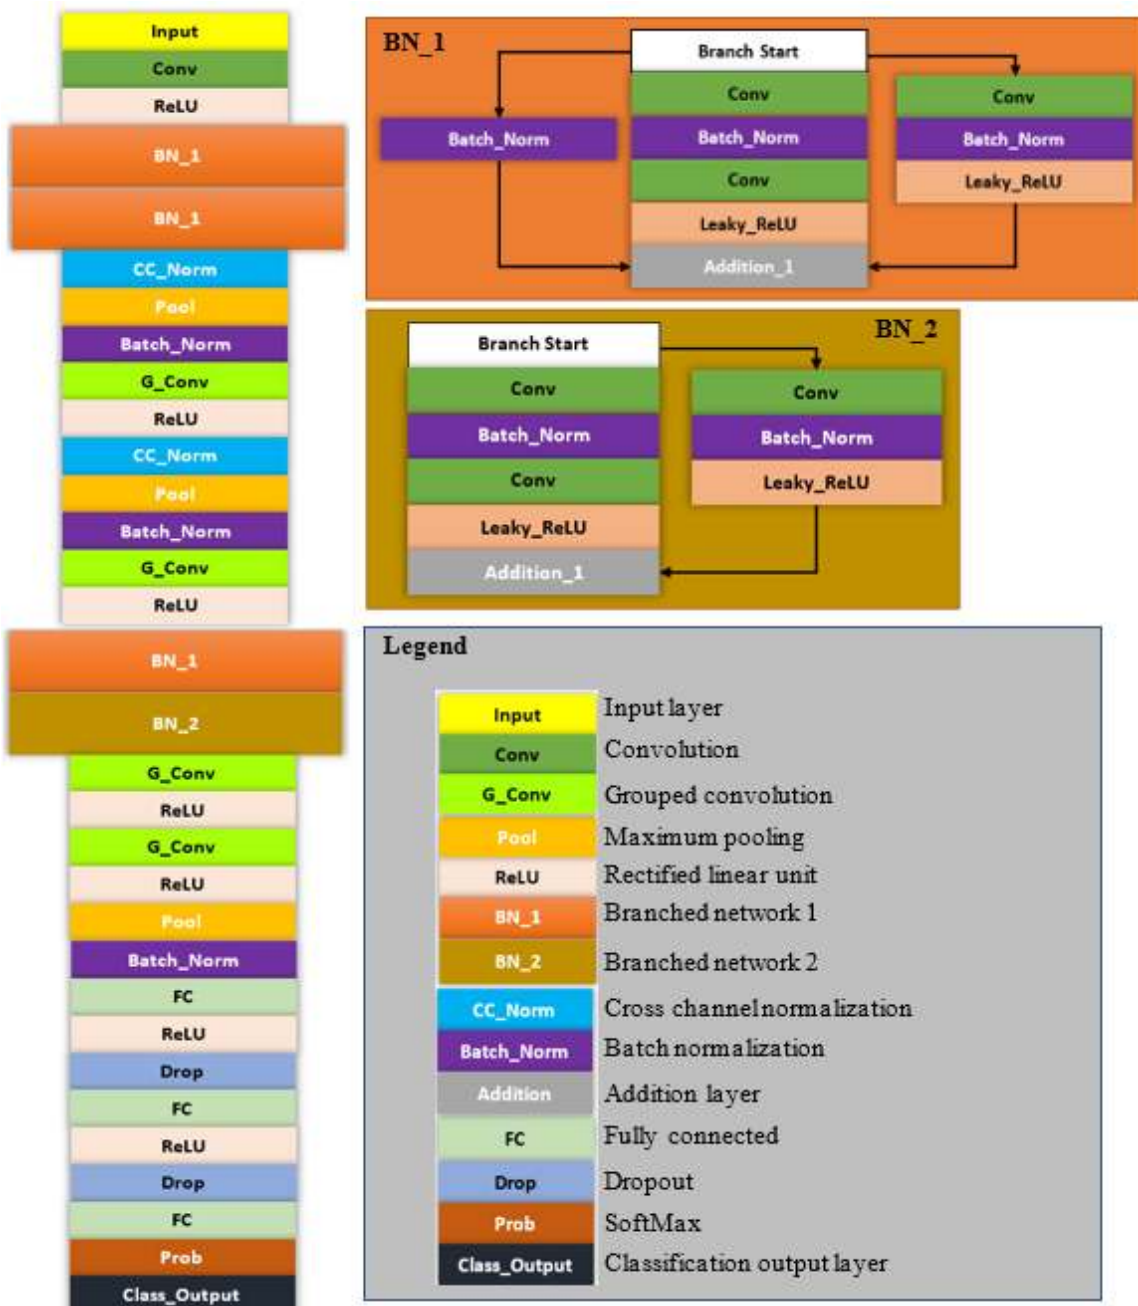 Input
Conv
ReLU
BN_1
BN_1
CC_Norm
Pool
Batch_Norm
G_Conv
ReLU
CC_Norm
Pool
Batch_Norm
G_Conv
ReLU
BN_1
BN_2
G_Conv
ReLU
G_Conv
ReLU
Pool
Batch_Norm
FC
ReLU
Drop
FC
ReLU
Drop
FC
Prob
Class_Output
BN_1
Branch Start
Conv
Batch_Norm
Conv
Leaky_ReLU
Addition_1
Batch_Norm
Conv
Batch_Norm
Leaky_ReLU
BN_2
Branch Start
Conv
Batch_Norm
Conv
Leaky_ReLU
Addition_1
Conv
Batch_Norm
Leaky_ReLU
Legend
Input Input layer
Conv Convolution
G_Conv Grouped convolution
Pool Maximum pooling
ReLU Rectified linear unit
BN_1 Branched network 1
BN_2 Branched network 2
CC_Norm Cross channel normalization
Batch_Norm Batch normalization
Addition Addition layer
FC Fully connected
Drop Dropout
Prob SoftMax
Class_Output Classification output layer